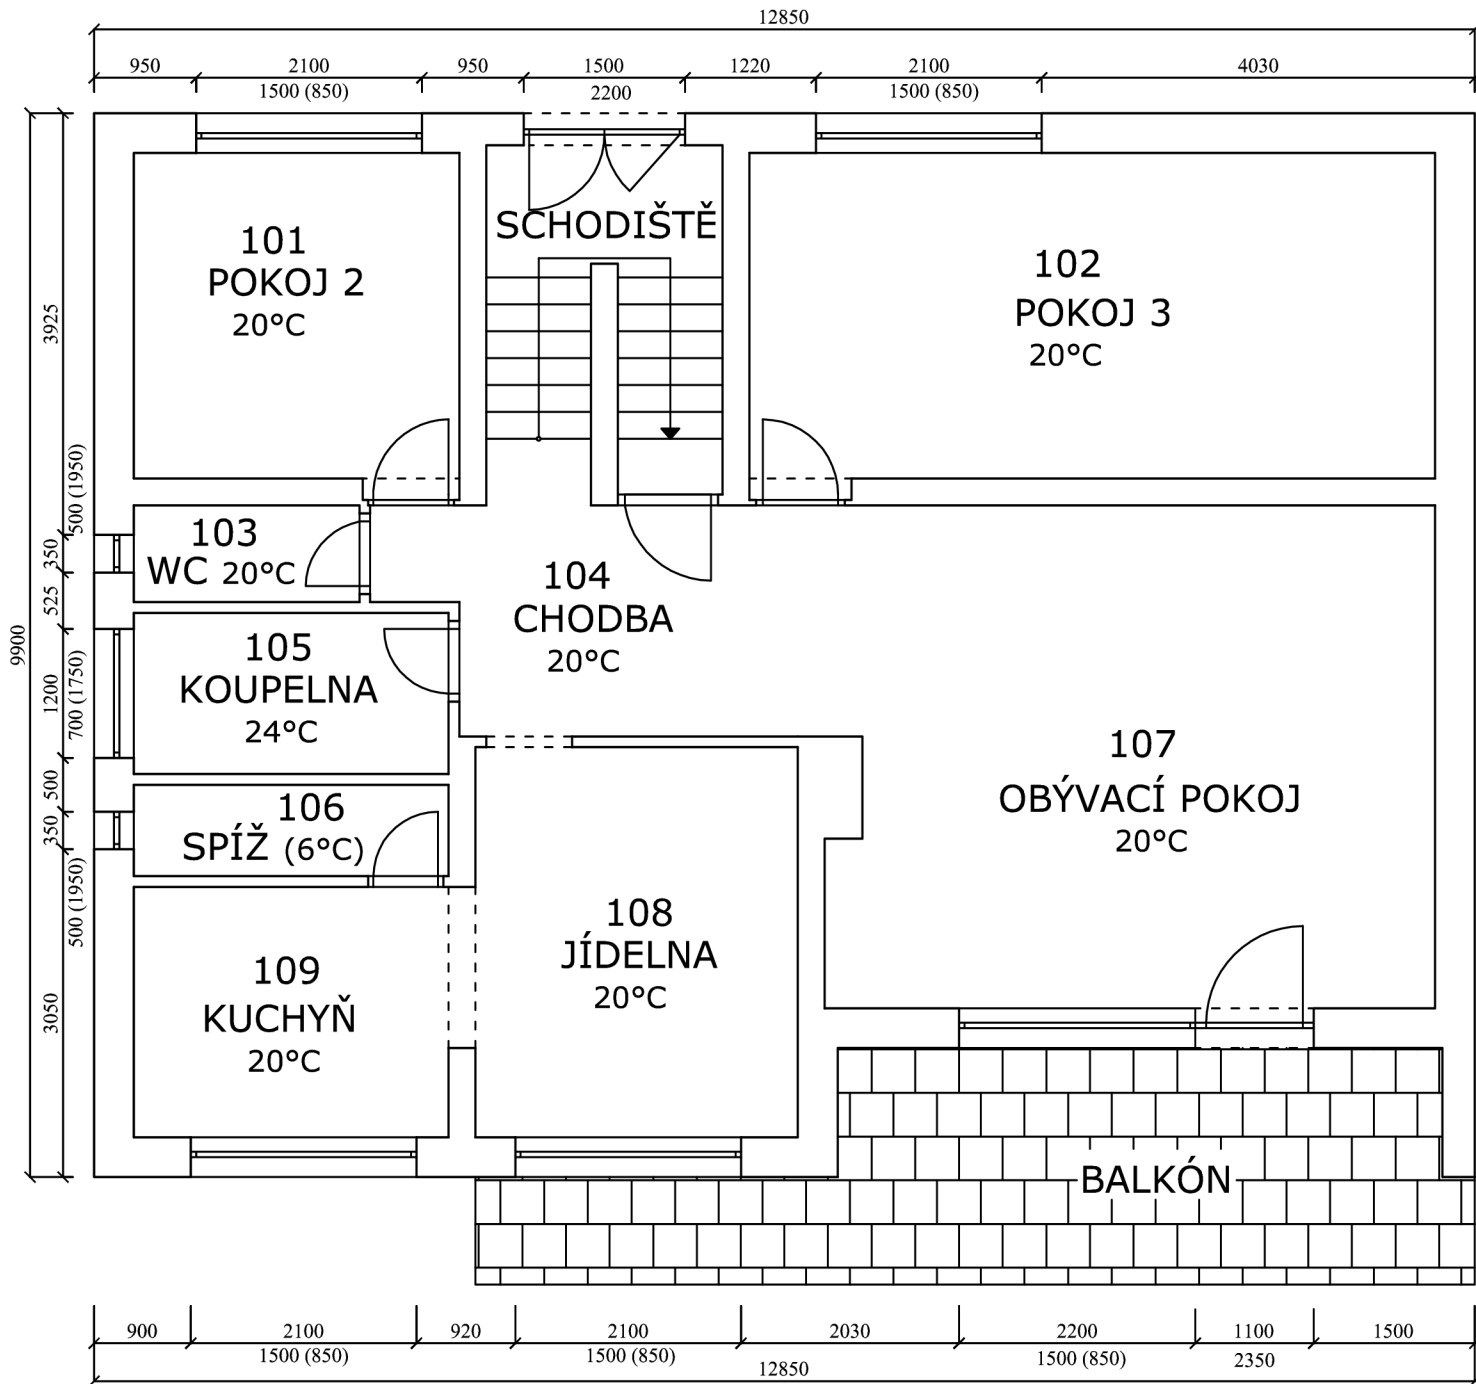 12850
950 2100 950 1500 1220 2100 4030
1500 (850) 2200 1500 (850)
SCHODIŠTĚ
101
POKOJ 2
20°C
102
POKOJ 3
20°C
103
WC 20°C
104
CHODBA
20°C
105
KOUPELNA
24°C
106
SPÍŽ (6°C)
107
OBÝVACÍ POKOJ
20°C
108
JÍDELNA
20°C
109
KUCHYŇ
20°C
BALKÓN
9900
3925
500 (1950)
350
525
1200
700 (1750)
500
350
500 (1950)
3050
900 2100 920 2100 2030 2200 1100 1500
1500 (850) 1500 (850) 1500 (850) 2350
12850